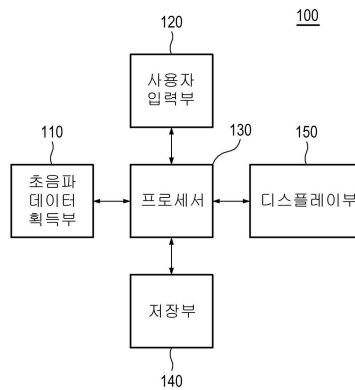 100
120
사용자
입력부
110
130
150
초음파
데이터
획득부
프로세서
디스플레이부
저장부
140